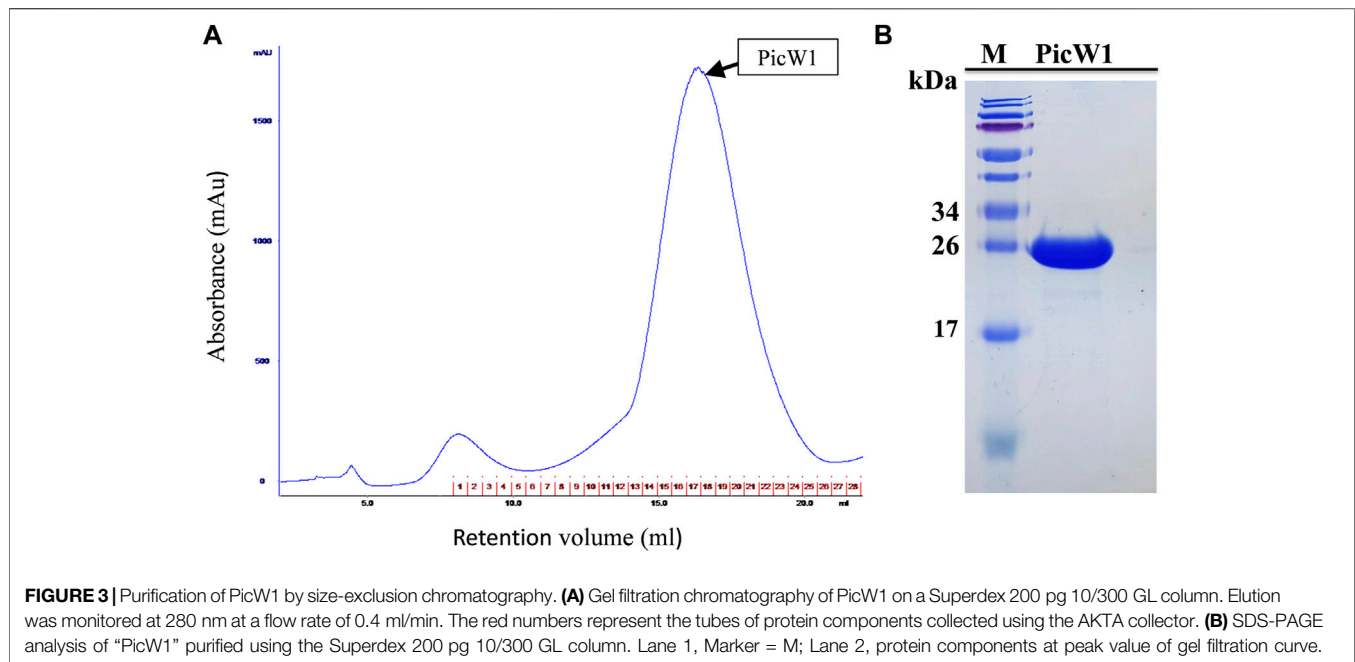 A
mAU
PicW1
1500
1000
500
0
Absorbance (mAu)
1 2 3 4 5 6 7 8 9 10 11 12 13 14 15 16 17 18 19 20 21 22 23 24 25 26 27 28
5.0 10.0 15.0 20.0 ml
Retention volume (ml)
B
M PicW1
kDa
34
26
17
FIGURE 3 | Purification of PicW1 by size-exclusion chromatography. (A) Gel filtration chromatography of PicW1 on a Superdex 200 pg 10/300 GL column. Elution
was monitored at 280 nm at a flow rate of 0.4 ml/min. The red numbers represent the tubes of protein components collected using the AKTA collector. (B) SDS-PAGE
analysis of “PicW1” purified using the Superdex 200 pg 10/300 GL column. Lane 1, Marker = M; Lane 2, protein components at peak value of gel filtration curve.